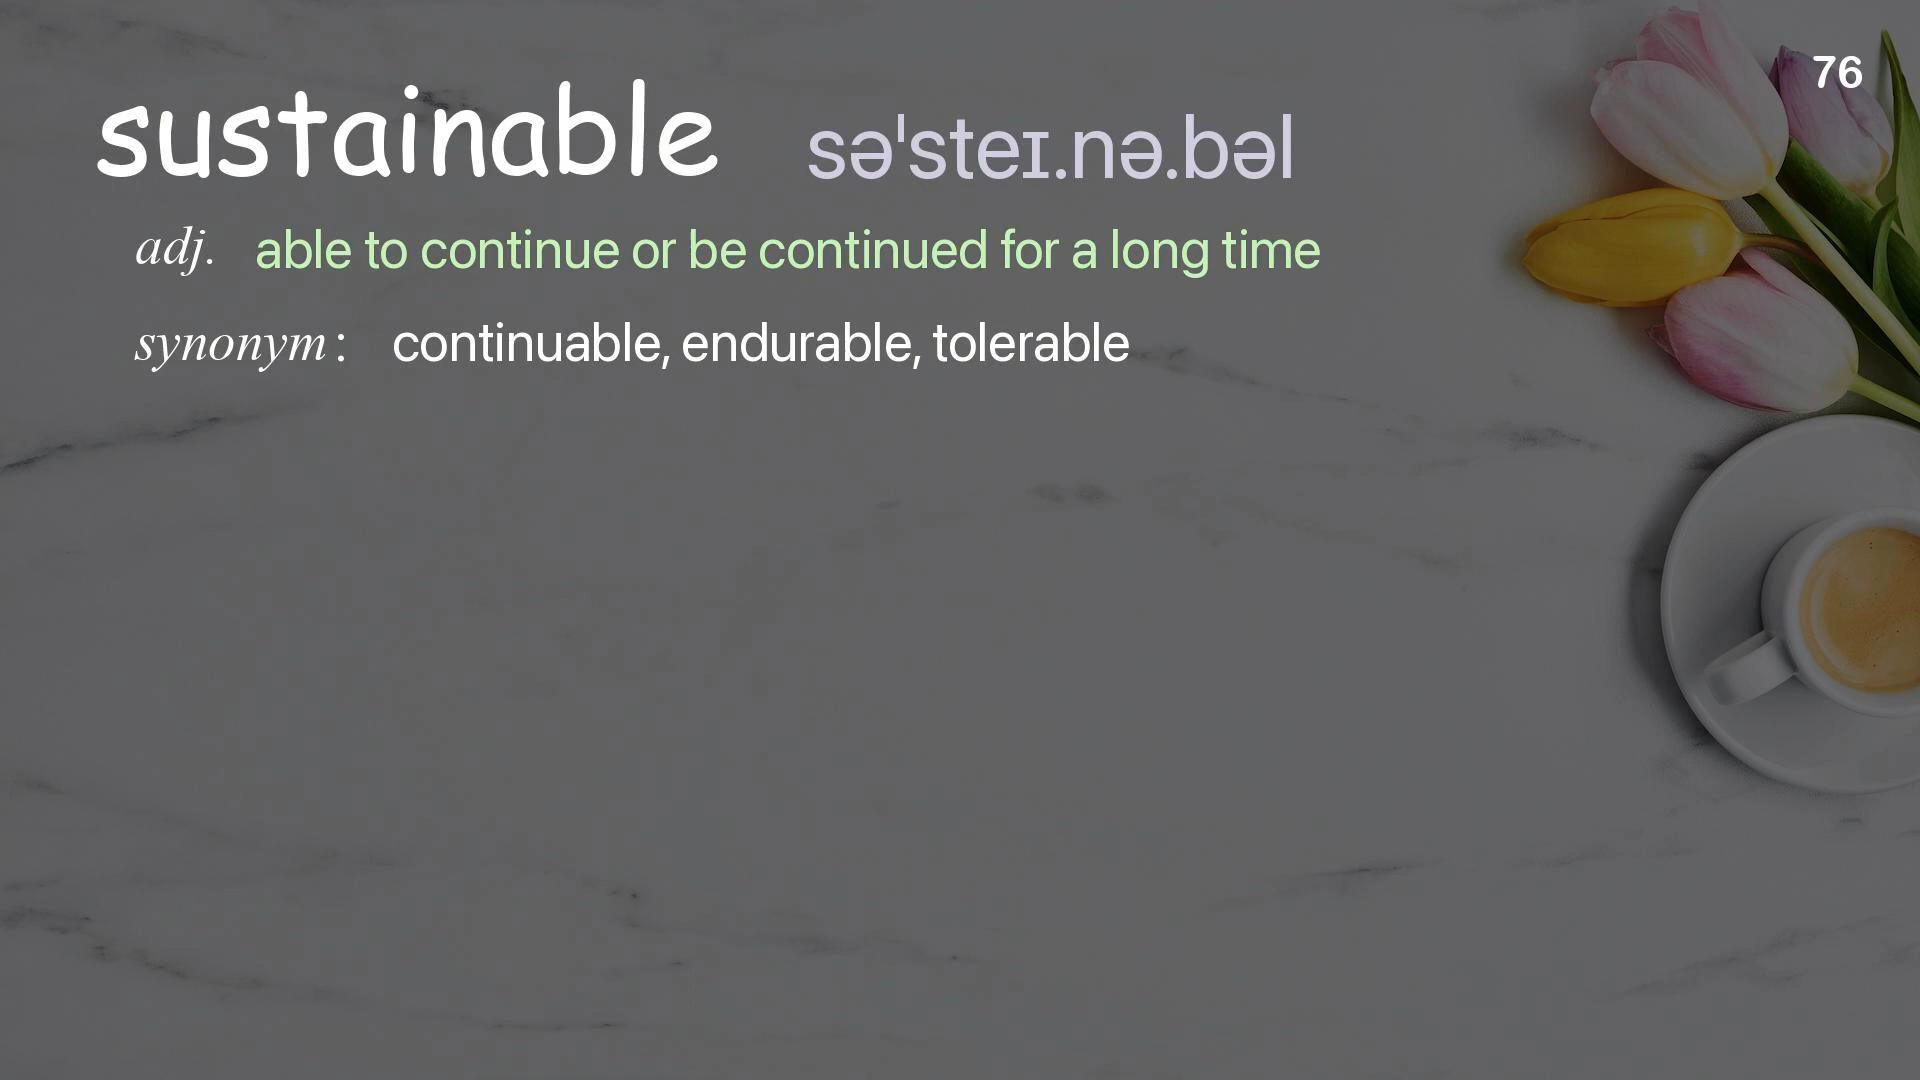 76
sustainable səˈsteɪ.nə.bəl
adj. able to continue or be continued for a long time
synonym : continuable, endurable, tolerable